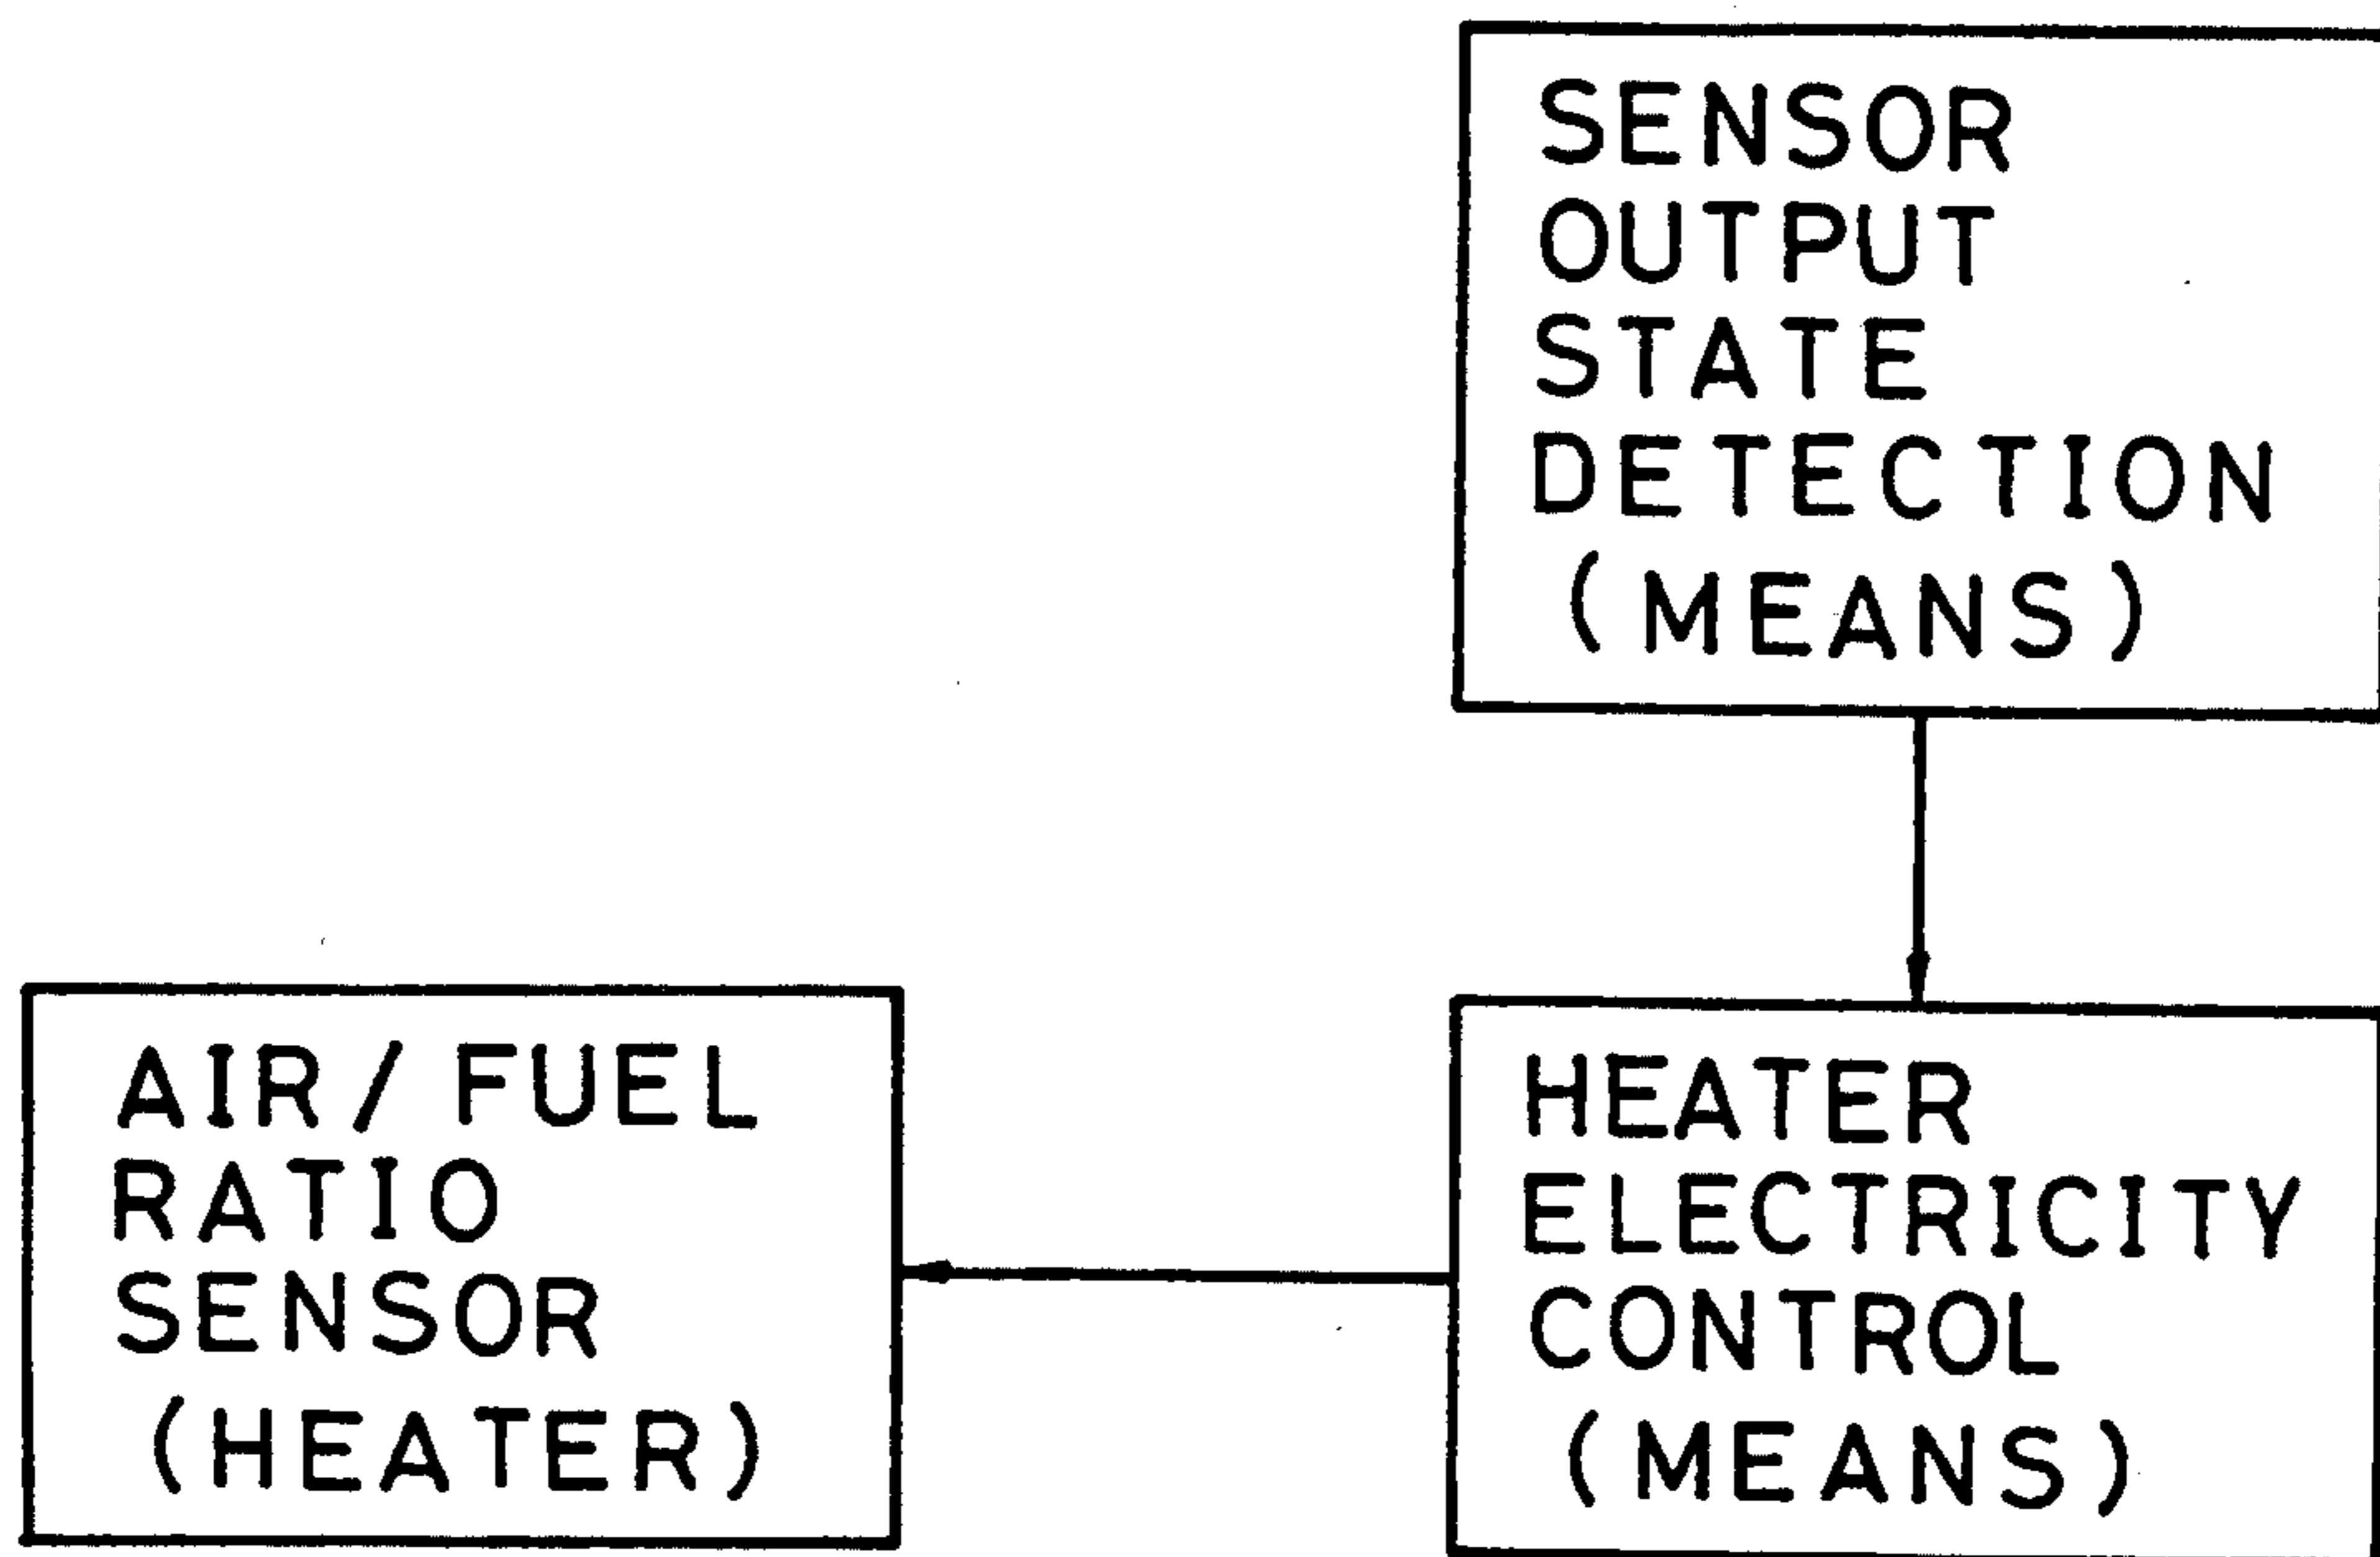 SENSOR
OUTPUT
STATE
DETECTION
(MEANS)
AIR/FUEL
RATIO
SENSOR
(HEATER)
HEATER
ELECTRICITY
CONTROL
(MEANS)